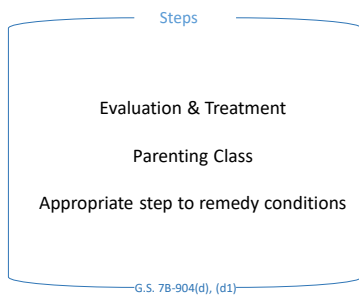 Steps
Evaluation & Treatment
Parenting Class
Appropriate step to remedy conditions
G.S. 7B-904(d), (d1)